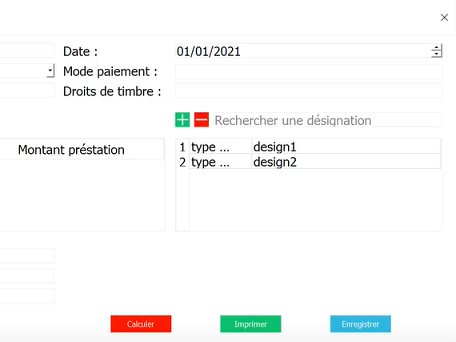 Date : 01/01/2021
Mode paiement :
Droits de timbre :
Rechercher une désignation
Montant préstation
1 type ... design1
2 type ... design2
Calculer Imprimer Enregistrer